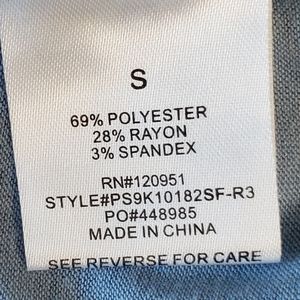 S
69% POLYESTER
28% RAYON
3% SPANDEX
RN#120951
STYLE#PS9K10182SF-R3
PO#448985
MADE IN CHINA
SEE REVERSE FOR CARE